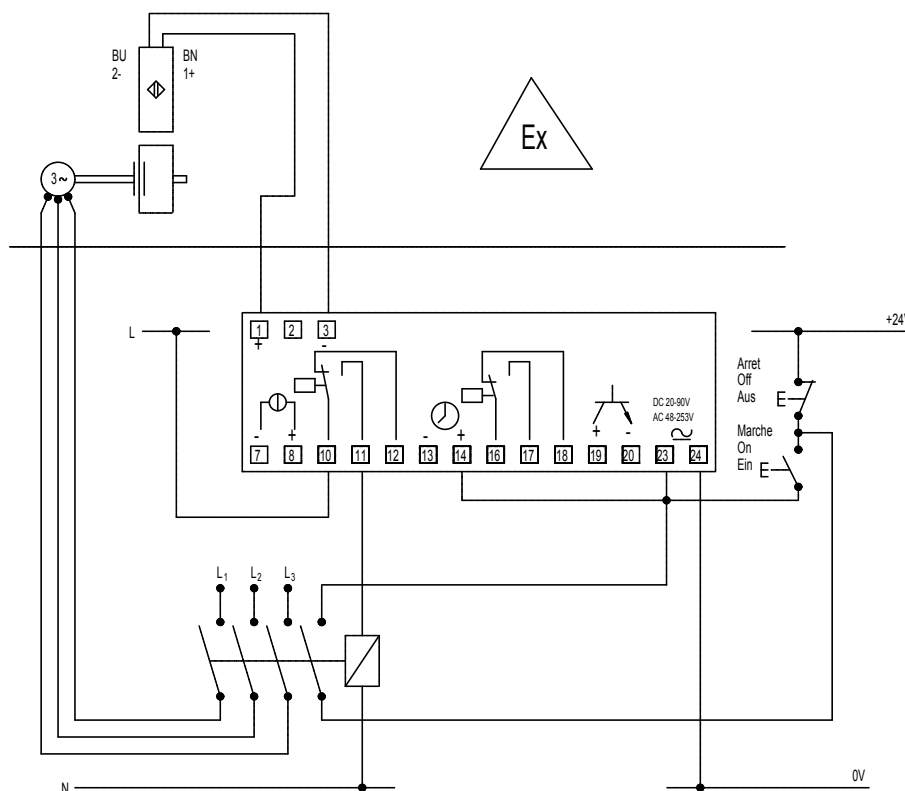 BU
2-
BN
1+
Ex
3~
L
+24V
1
2
3
+
-
Arret
Off
Aus
DC 20-90V
AC 48-253V
Marche
On
Ein
- + - + + -
7 8 10 11 12 13 14 16 17 18 19 20 23 24
E
E
L1 L2 L3
N
0V